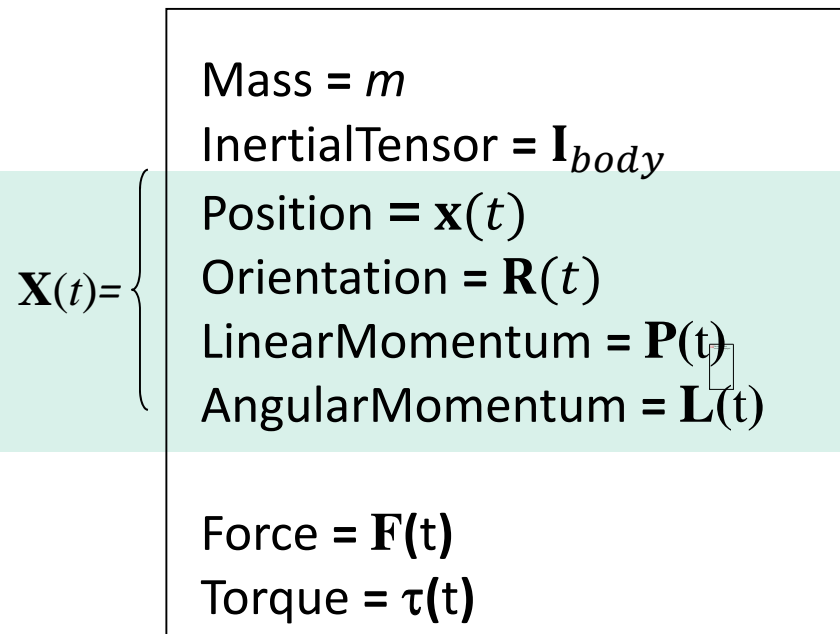 Mass = m
InertialTensor = I_body
Position = x(t)
X(t)=
Orientation = R(t)
LinearMomentum = P(t)
AngularMomentum = L(t)
Force = F(t)
Torque = τ(t)